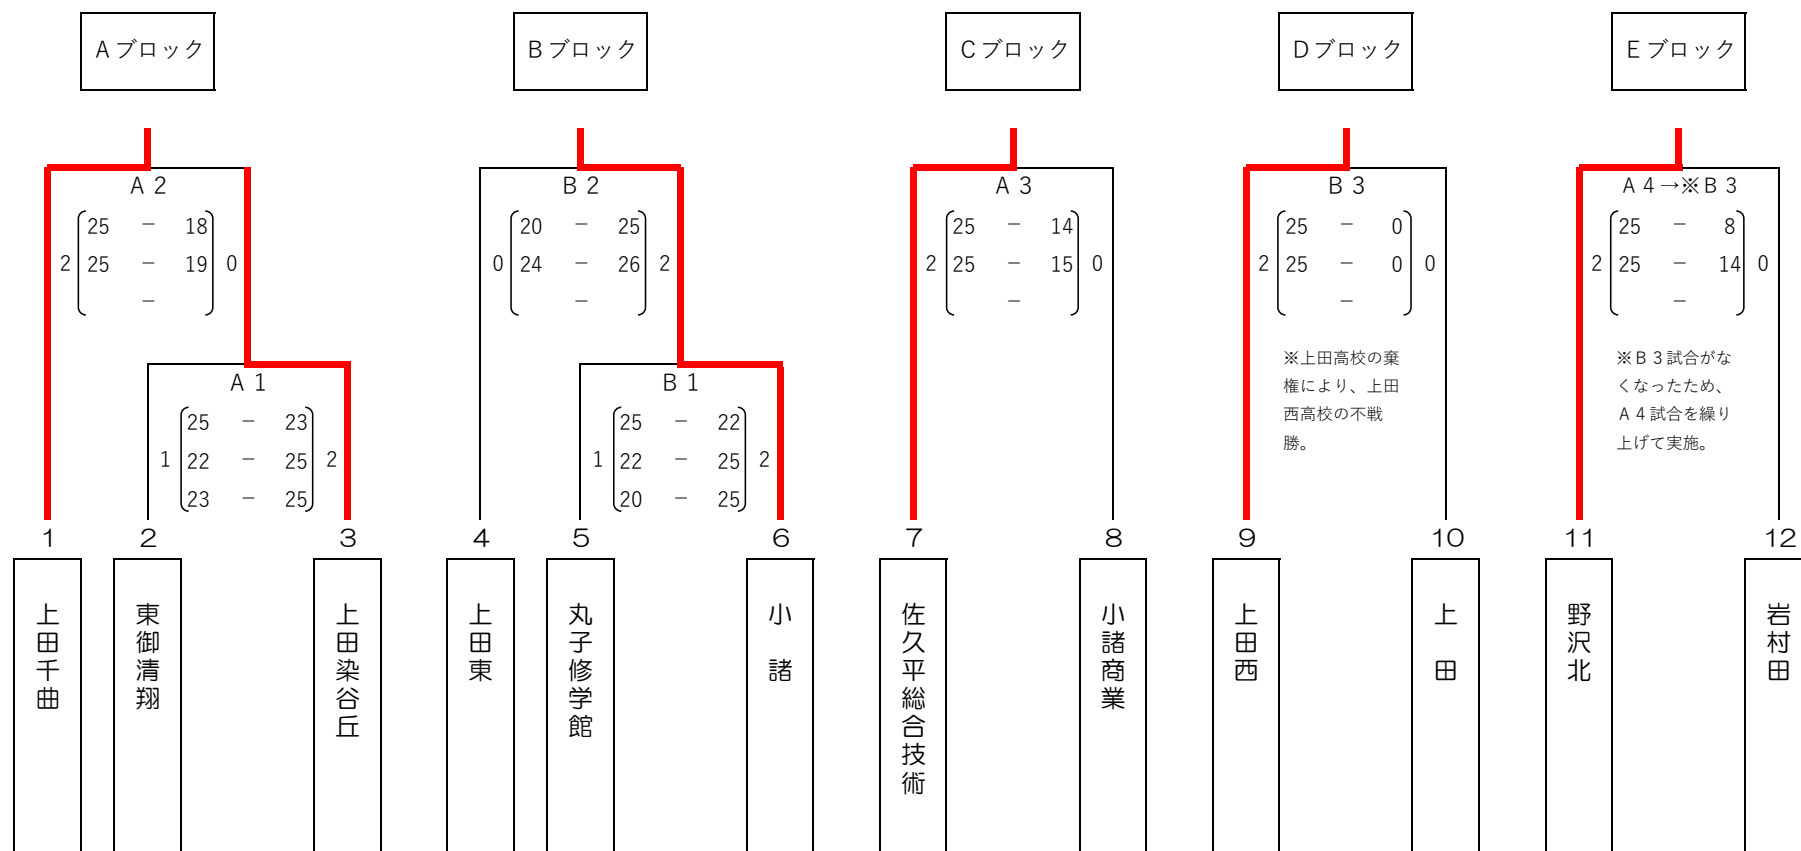 Aブロック
Bブロック
Cブロック
Dブロック
Eブロック
A2
25 － 18
2 25 － 19 0
－
B2
20 － 25
0 24 － 26 2
－
A3
25 － 14
2 25 － 15 0
－
B3
25 － 0
2 25 － 0 0
－
A4→※B3
25 － 8
2 25 － 14 0
－
A1
25 － 23
1 22 － 25 2
23 － 25
B1
25 － 22
1 22 － 25 2
20 － 25
※上田高校の棄
権により、上田
西高校の不戦
勝。
※B3試合がな
くなったため、
A4試合を繰り
上げて実施。
1
2
3
4
5
6
7
8
9
10
11
12
上田千曲
東御清翔
上田染谷丘
上田東
丸子修学館
小諸
佐久平総合技術
小諸商業
上田西
上田
野沢北
岩村田